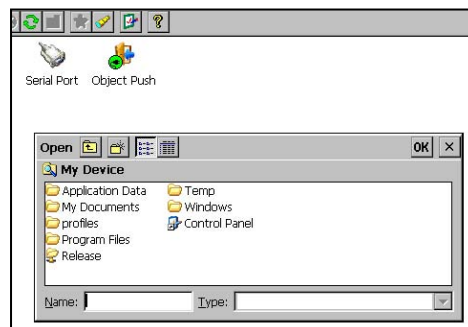 ?
Serial Port Object Push
Open OK ×
My Device
Application Data Temp
My Documents Windows
profiles Control Panel
Program Files
Release
Name: Type: